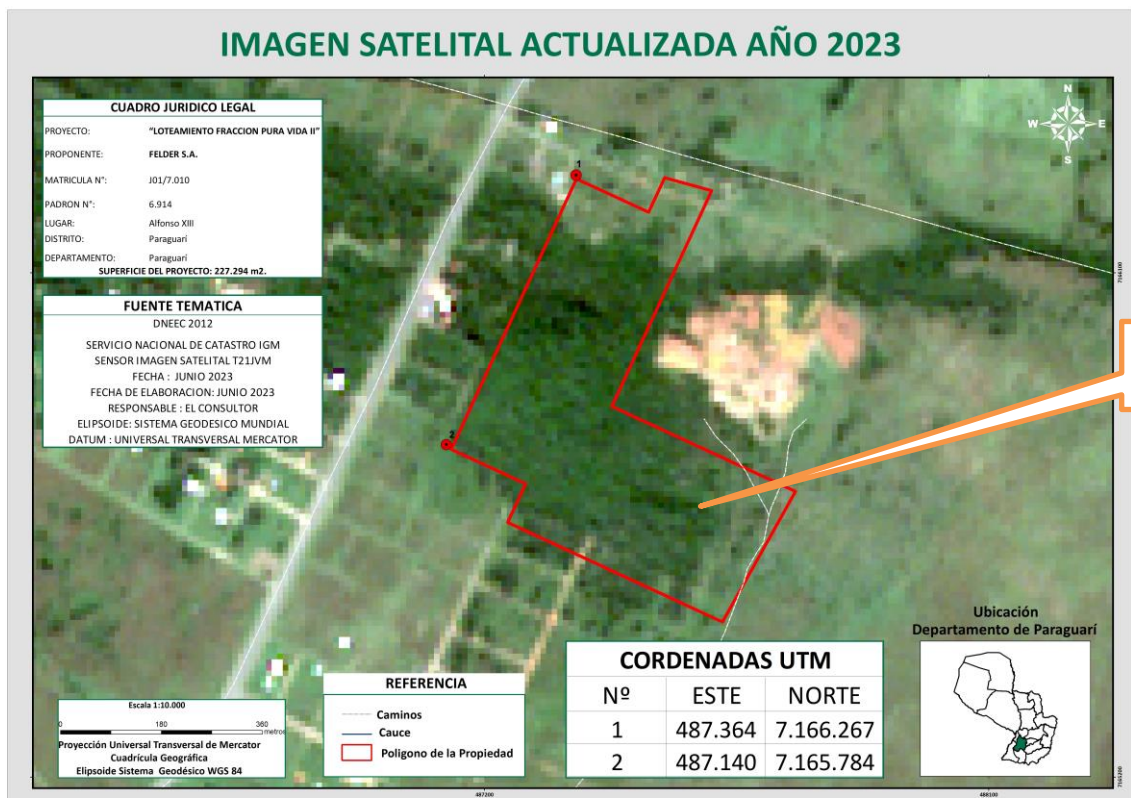 IMAGEN SATELITAL ACTUALIZADA AÑO 2023
CUADRO JURIDICO LEGAL
PROYECTO: "LOTEAMIENTO FRACCION PURA VIDA II"
PROPONENTE: FELDER S.A.
MATRICULA N°: J01/7.010
PADRON N°: 6.914
LUGAR: Alfonso XIII
DISTRITO: Paraguarí
DEPARTAMENTO: Paraguarí
SUPERFICIE DEL PROYECTO: 227.294 m2.
FUENTE TEMATICA
DNEEC 2012
SERVICIO NACIONAL DE CATASTRO IGM
SENSOR IMAGEN SATELITAL T21JVM
FECHA : JUNIO 2023
FECHA DE ELABORACION: JUNIO 2023
RESPONSABLE : EL CONSULTOR
ELIPSOIDE: SISTEMA GEODESICO MUNDIAL
DATUM : UNIVERSAL TRANSVERSAL MERCATOR
1
2
N
W E
S
7166100
Escala 1:10.000
0 180 360
metros
Proyección Universal Transversal de Mercator
Cuadrícula Geográfica
Elipsoide Sistema Geodésico WGS 84
REFERENCIA
Caminos
Cauce
Poligono de la Propiedad
CORDENADAS UTM
Nº ESTE NORTE
1 487.364 7.166.267
2 487.140 7.165.784
Ubicación
Departamento de Paraguarí
7165200
487200 488100